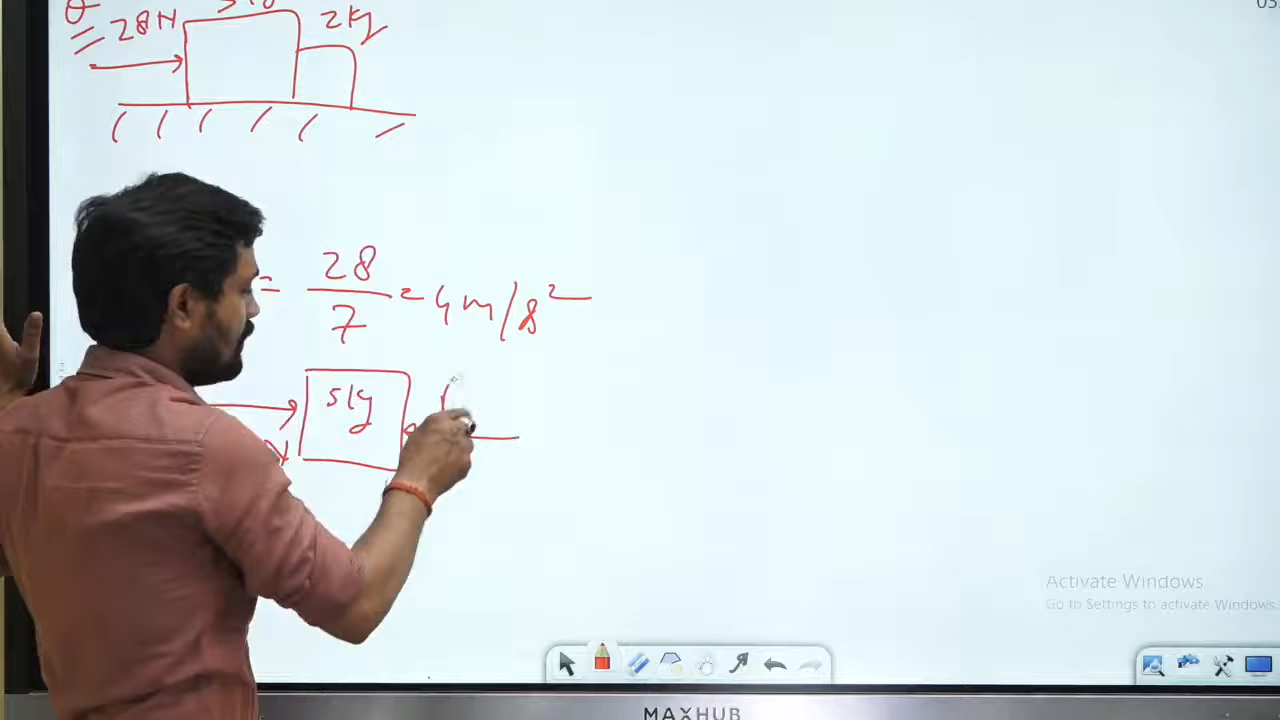 28N 2kg
= 28/7 = 4m/s²
5kg
N
Activate Windows
Go to Settings to activate Windows.
MAXHUB